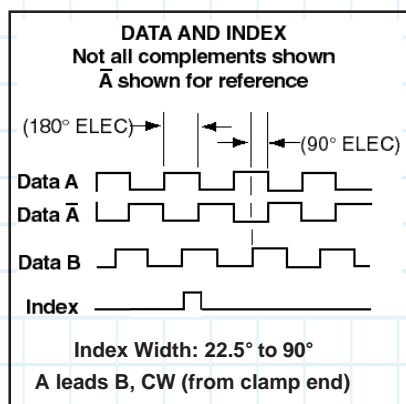 DATA AND INDEX
Not all complements shown
A̅ shown for reference
(180° ELEC)
(90° ELEC)
Data A
Data A̅
Data B
Index
Index Width: 22.5° to 90°
A leads B, CW (from clamp end)